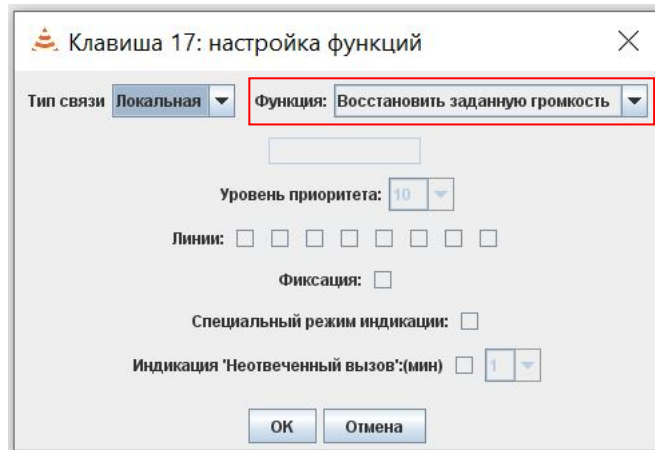 Клавиша 17: настройка функций
Тип связи Локальная Функция: Восстановить заданную громкость
Уровень приоритета: 10
Линии:
Фиксация:
Специальный режим индикации:
Индикация 'Неотвеченный вызов':(мин) 1
ОК Отмена